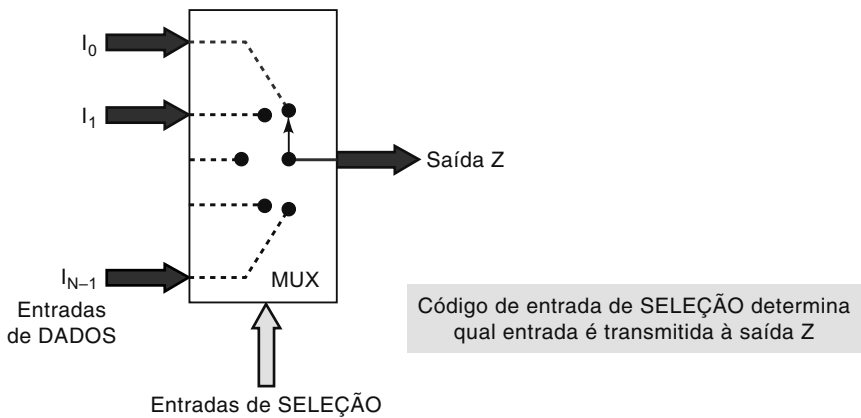 I0
I1
Saída Z
IN–1
MUX
Entradas
de DADOS
Código de entrada de SELEÇÃO determina
qual entrada é transmitida à saída Z
Entradas de SELEÇÃO